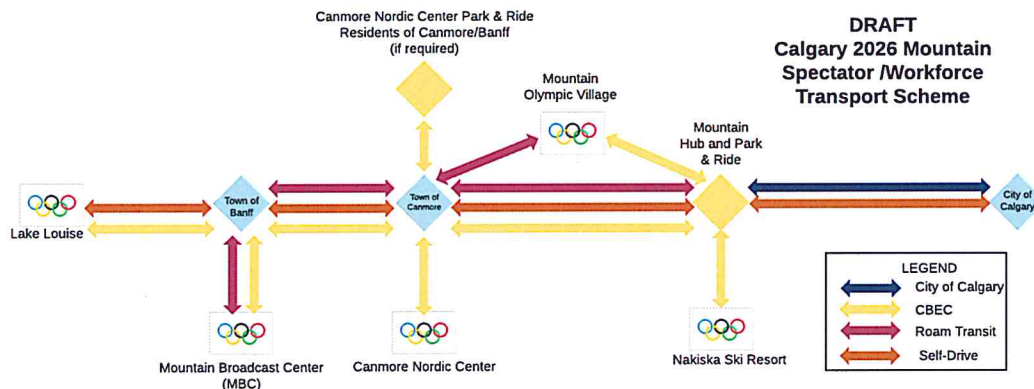 Canmore Nordic Center Park & Ride
Residents of Canmore/Banff
(if required)
DRAFT
Calgary 2026 Mountain
Spectator /Workforce
Transport Scheme
Mountain
Olympic Village
Mountain
Hub and Park
& Ride
Town of
Banff
Town of
Canmore
City of
Calgary
Lake Louise
Mountain Broadcast Center
(MBC)
Canmore Nordic Center
Nakiska Ski Resort
LEGEND
City of Calgary
CBEC
Roam Transit
Self-Drive